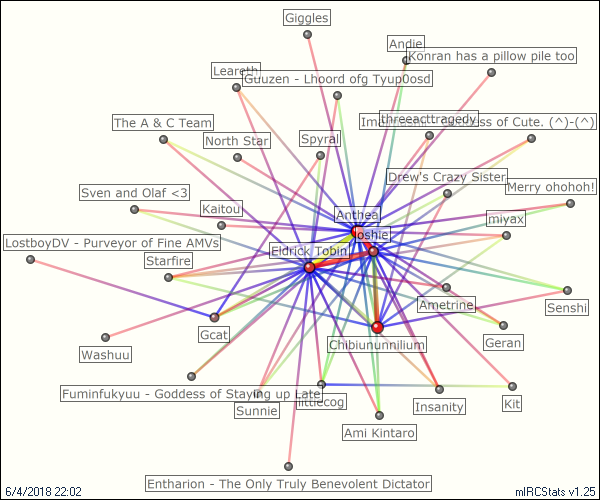 Giggles
Andie
Konran has a pillow pile too
Leareth
Guuzen - Lhoord ofg Tyup0osd
The A & C Team
threeacttragedy
ess of Cute. (^)-(^)
North Star
Spyral
Drew's Crazy Sister
Merry ohohoh!
Sven and Olaf <3
Kaitou
Anthea
miyax
Joshie
LostboyDV - Purveyor of Fine AMVs
Eldrick Tobin
Starfire
Ametrine
Senshi
Gcat
Chibiununnilium
Geran
Washuu
Fuminfukyuu - Goddess of Staying up Late
littlecog
Sunnie
Insanity
Kit
Ami Kintaro
Entharion - The Only Truly Benevolent Dictator
6/4/2018 22:02
mIRCStats v1.25